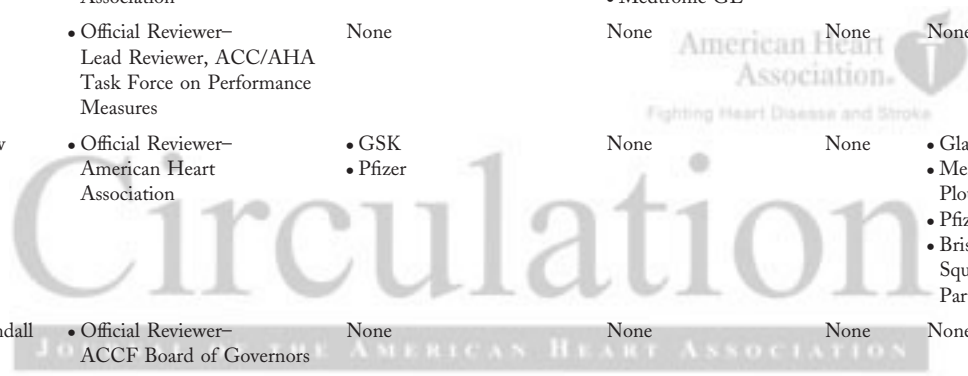 Association
• Medtronic GE
• Official Reviewer–
Lead Reviewer, ACC/AHA
Task Force on Performance
Measures
None
None
None
None
American Heart
Association®
Fighting Heart Disease and Stroke
• Official Reviewer–
American Heart
Association
• GSK
• Pfizer
None
None
Circulation
• Official Reviewer–
ACCF Board of Governors
None
None
None
None
JOURNAL OF THE AMERICAN HEART ASSOCIATION